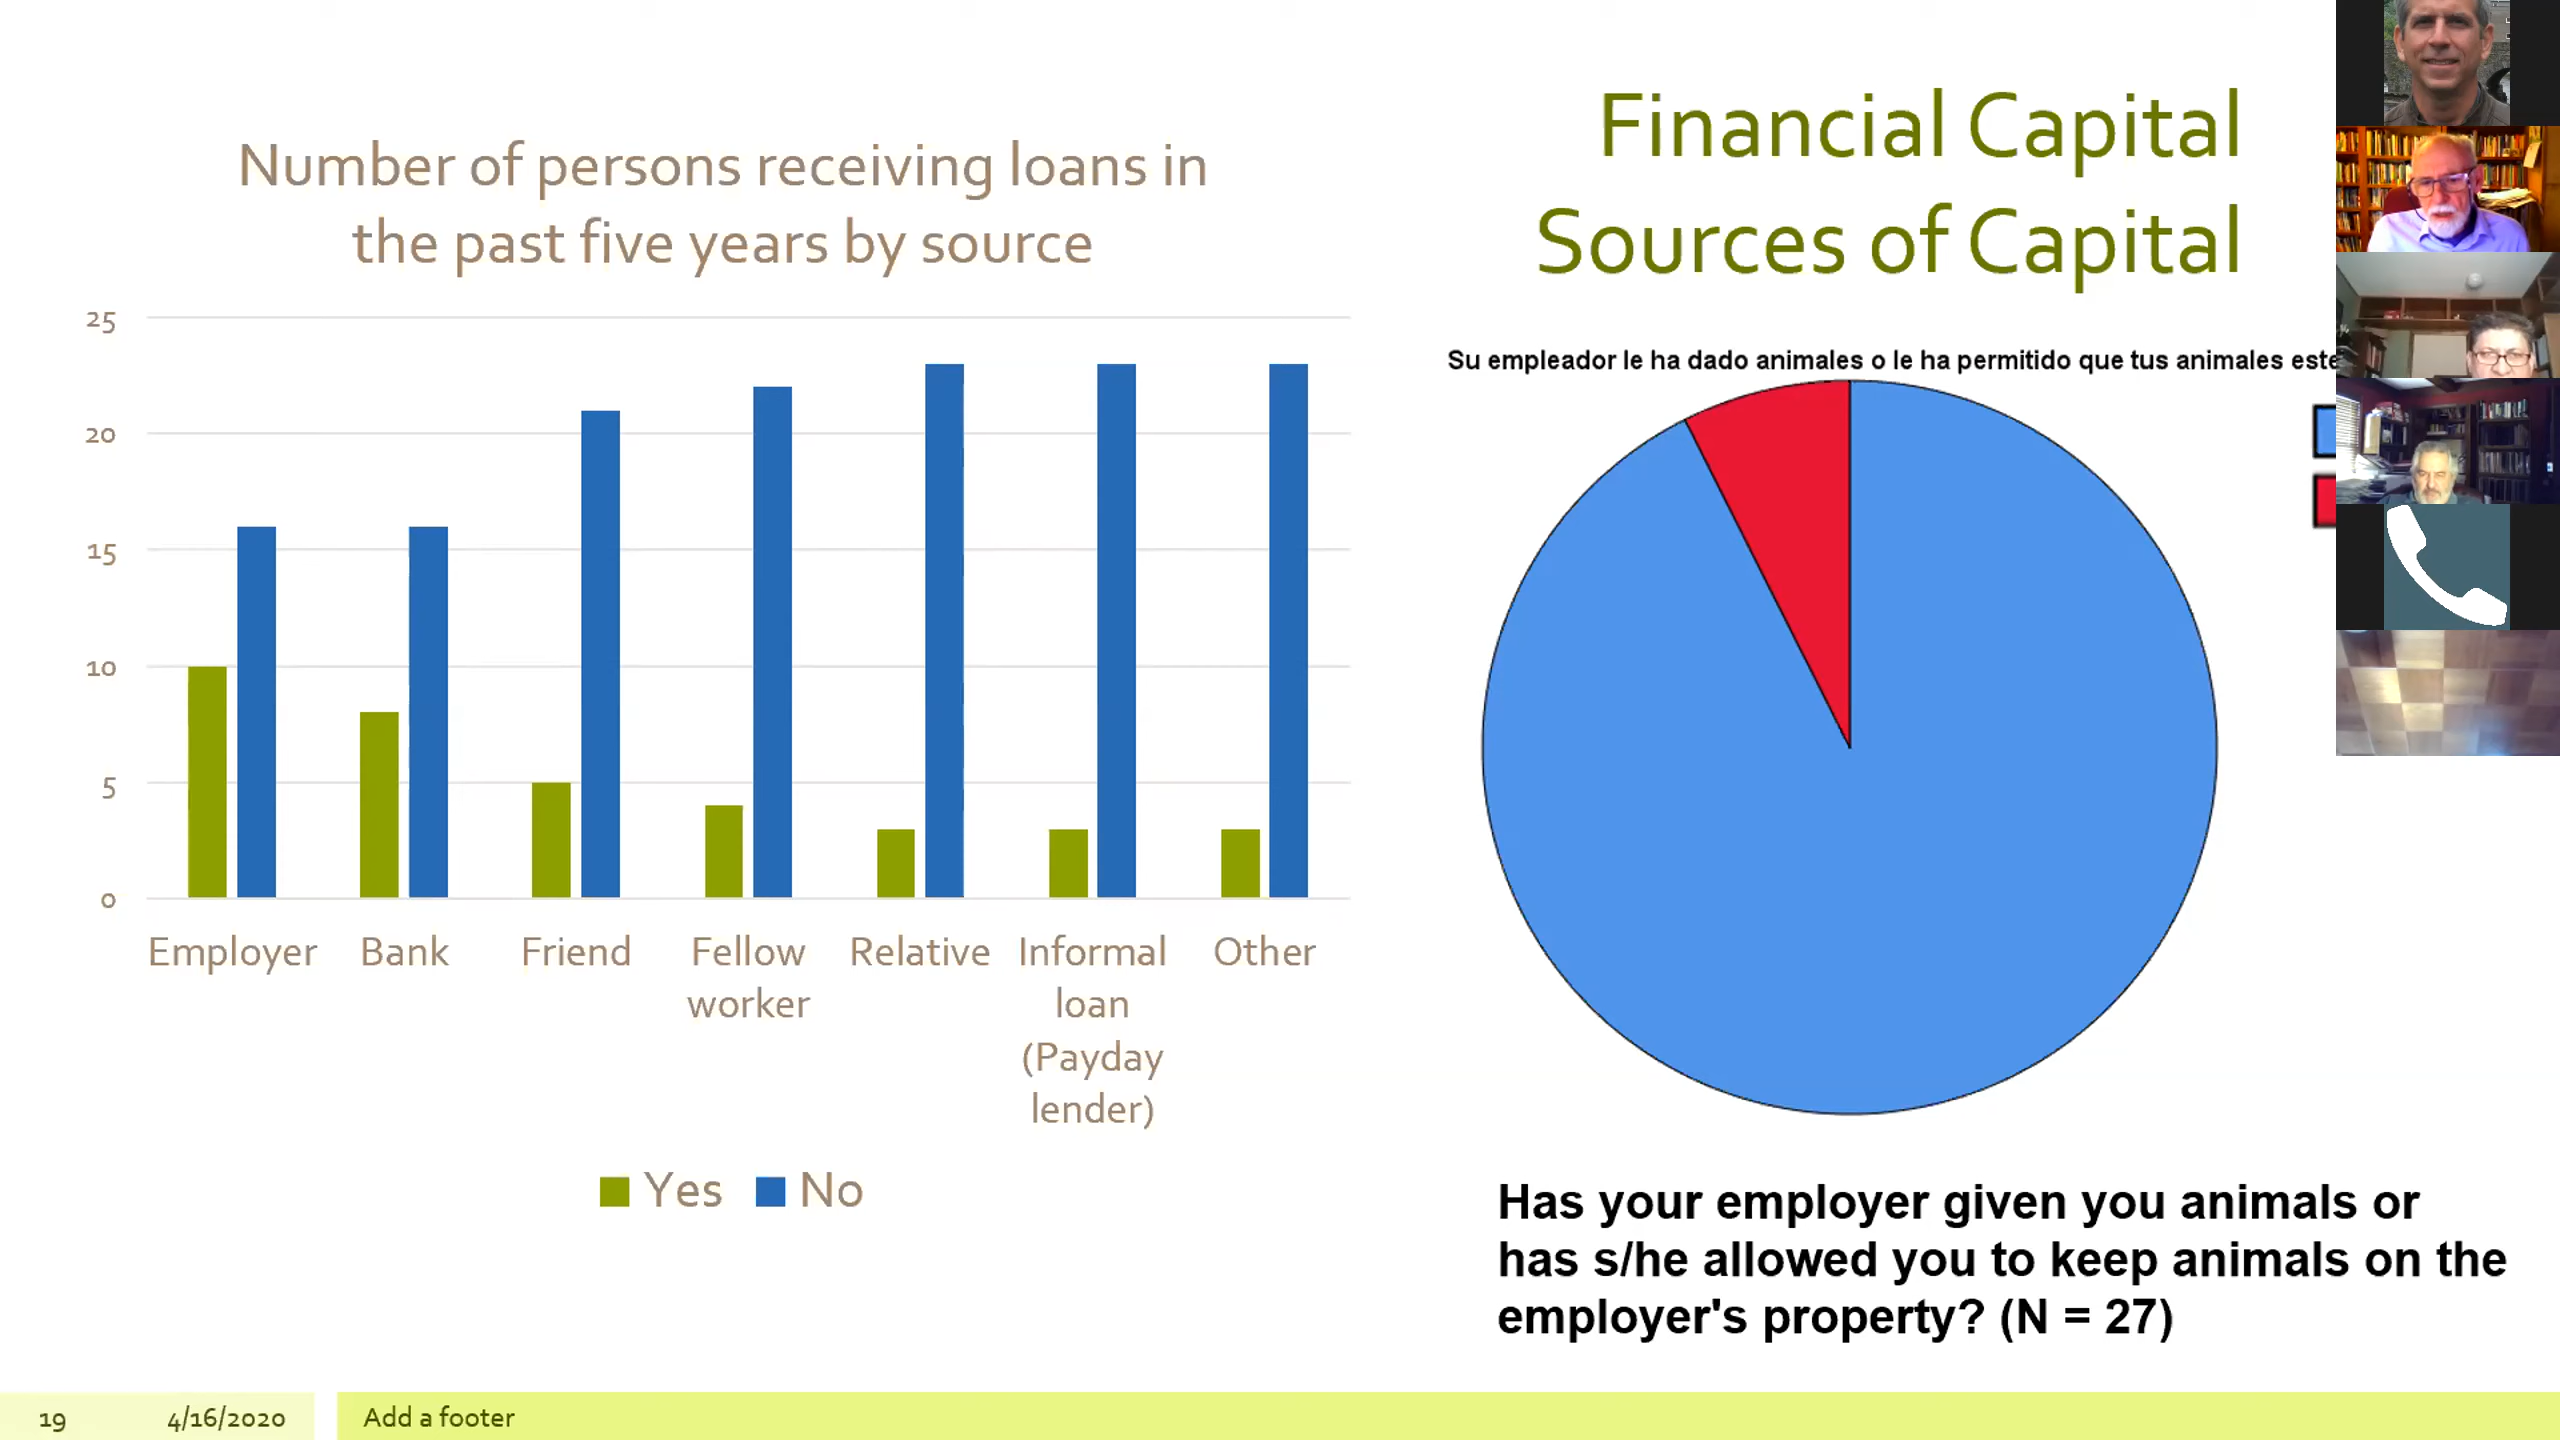 Financial Capital
Sources of Capital
Number of persons receiving loans in
the past five years by source
25
20
15
10
5
0
Employer Bank Friend Fellow worker Relative Informal loan (Payday lender) Other
Yes No
Su empleador le ha dado animales o le ha permitido que tus animales este
Has your employer given you animals or
has s/he allowed you to keep animals on the
employer's property? (N = 27)
19 4/16/2020 Add a footer